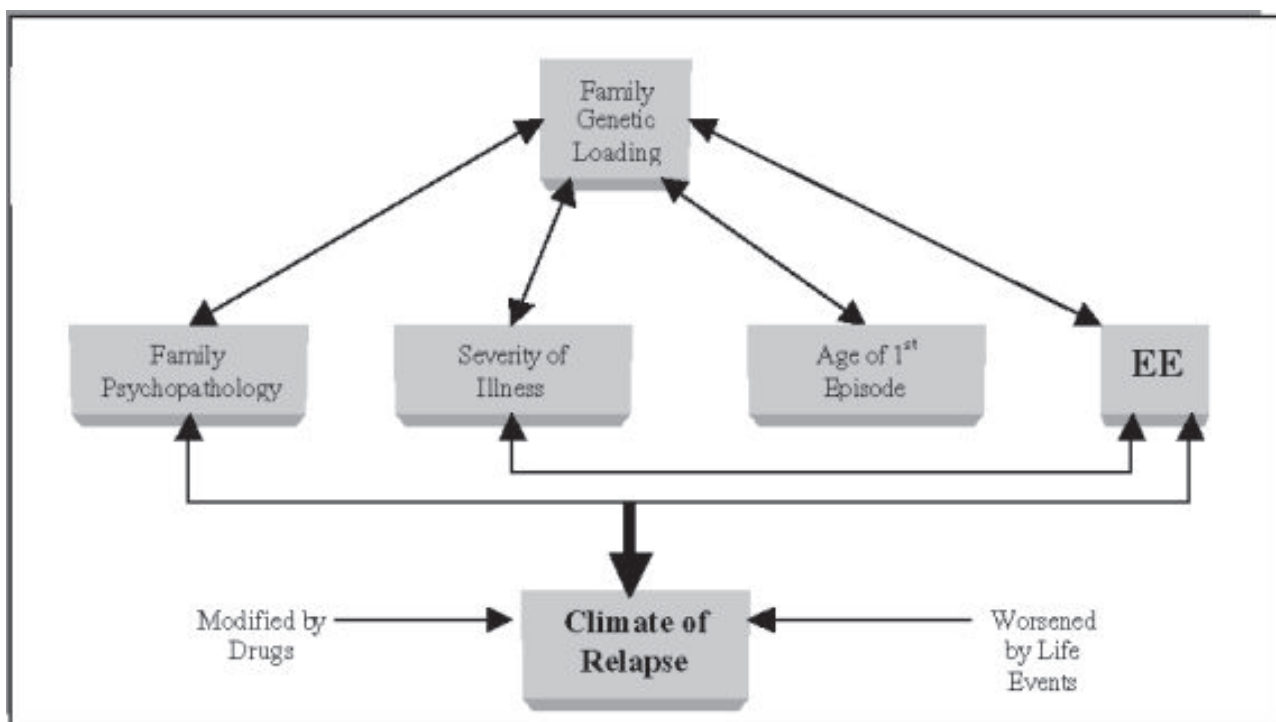 Family
Genetic
Loading
Family
Psychopathology
Severity of
Illness
Age of 1st
Episode
EE
Modified by
Drugs
Climate of
Relapse
Worsened
by Life
Events